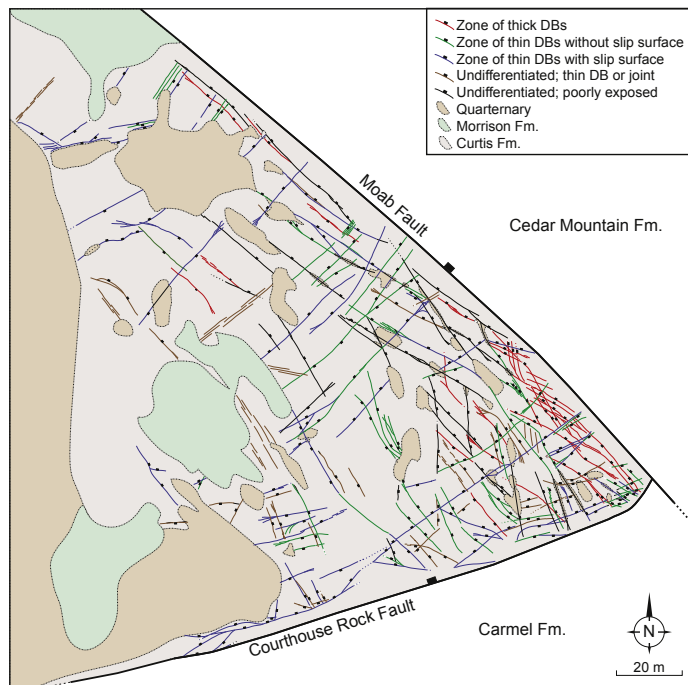 Zone of thick DBs
Zone of thin DBs without slip surface
Zone of thin DBs with slip surface
Undifferentiated; thin DB or joint
Undifferentiated; poorly exposed
Quarternary
Morrison Fm.
Curtis Fm.
Moab Fault
Cedar Mountain Fm.
Courthouse Rock Fault
Carmel Fm.
N
20 m